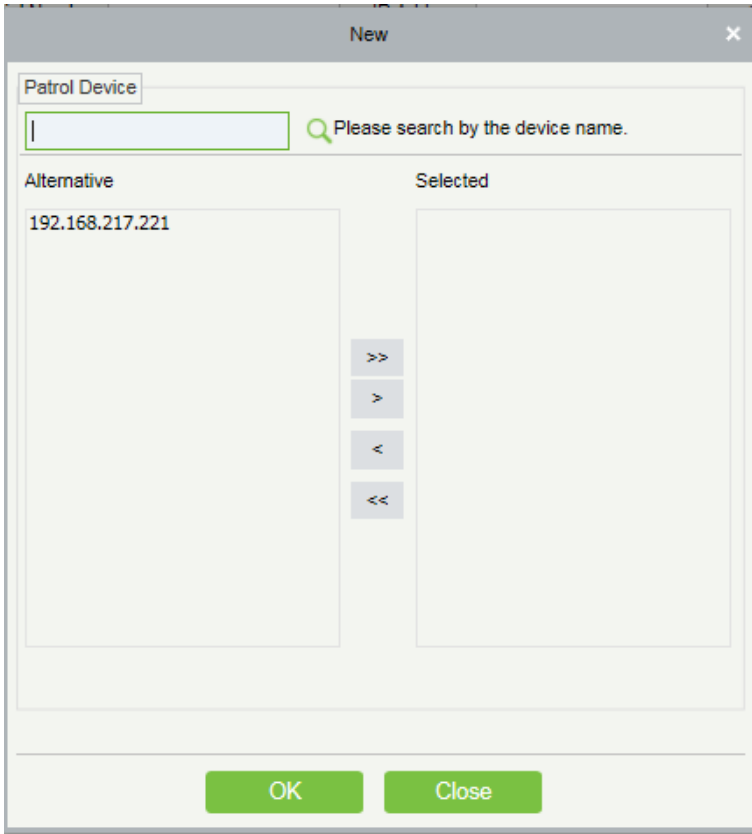 New
×
Patrol Device
Please search by the device name.
Alternative
Selected
192.168.217.221
>>
>
<
<<
OK
Close